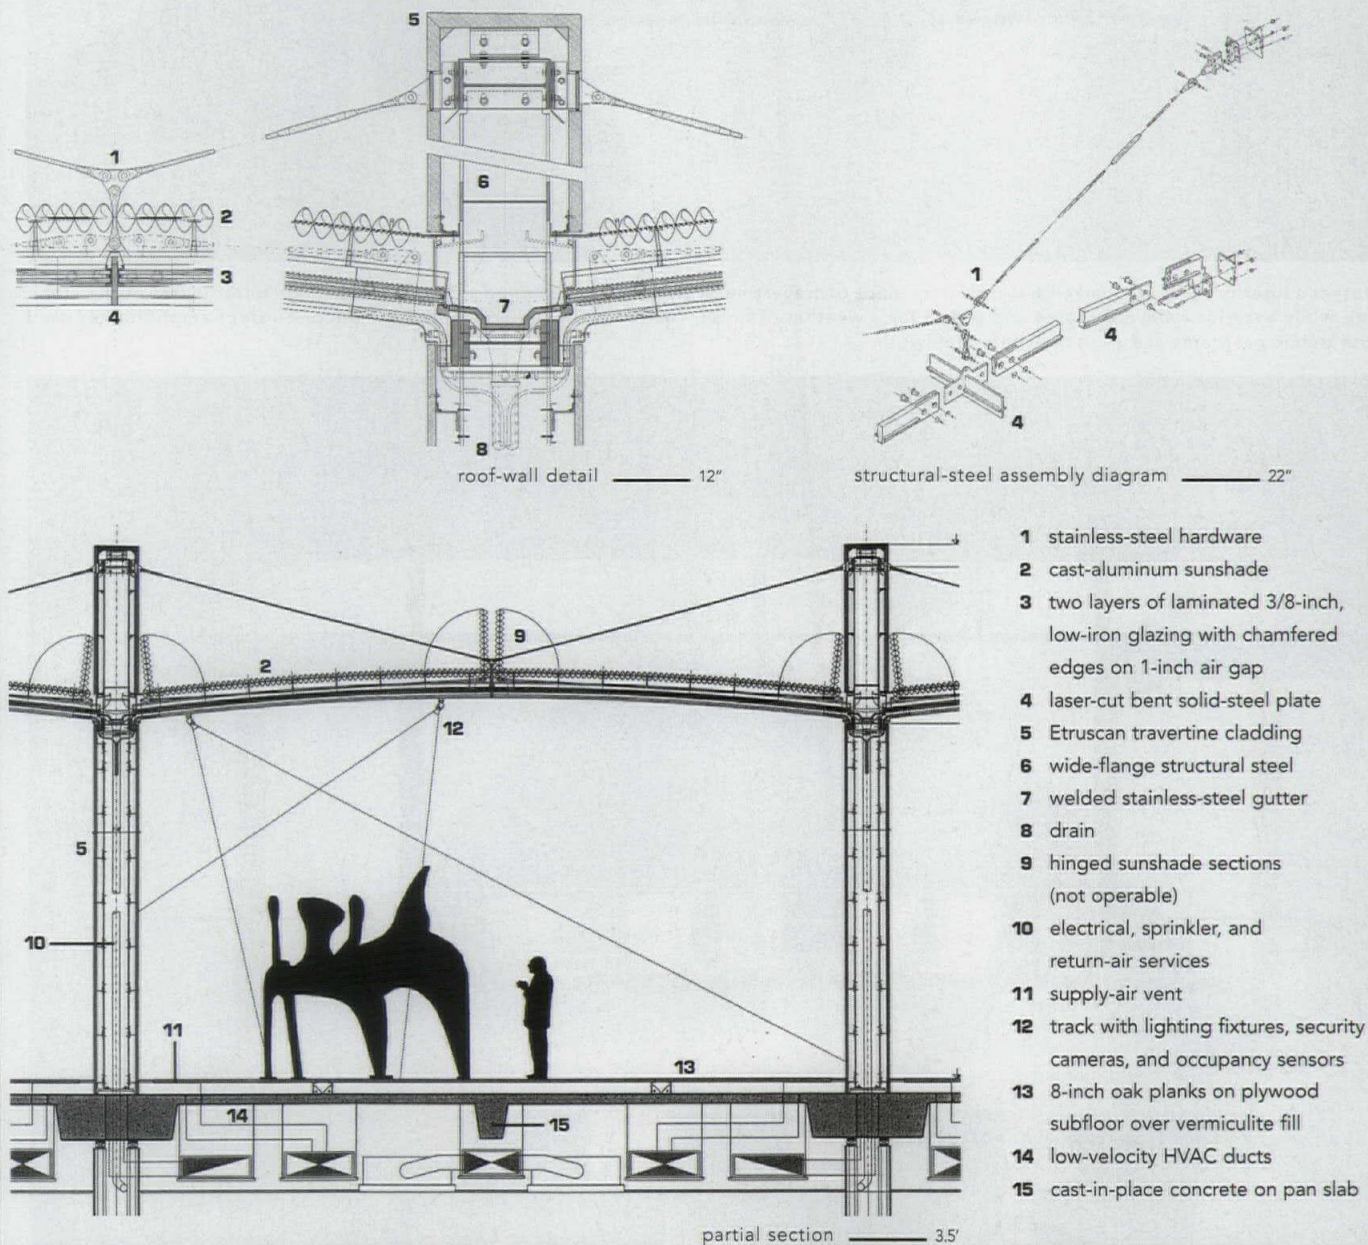 5
1
2
3
4
6
7
8
roof-wall detail 12"
1
4
4
structural-steel assembly diagram 22"
9
2
12
5
10
11
13
14
15
partial section 3.5'
1 stainless-steel hardware
2 cast-aluminum sunshade
3 two layers of laminated 3/8-inch,
low-iron glazing with chamfered
edges on 1-inch air gap
4 laser-cut bent solid-steel plate
5 Etruscan travertine cladding
6 wide-flange structural steel
7 welded stainless-steel gutter
8 drain
9 hinged sunshade sections
(not operable)
10 electrical, sprinkler, and
return-air services
11 supply-air vent
12 track with lighting fixtures, security
cameras, and occupancy sensors
13 8-inch oak planks on plywood
subfloor over vermiculite fill
14 low-velocity HVAC ducts
15 cast-in-place concrete on pan slab